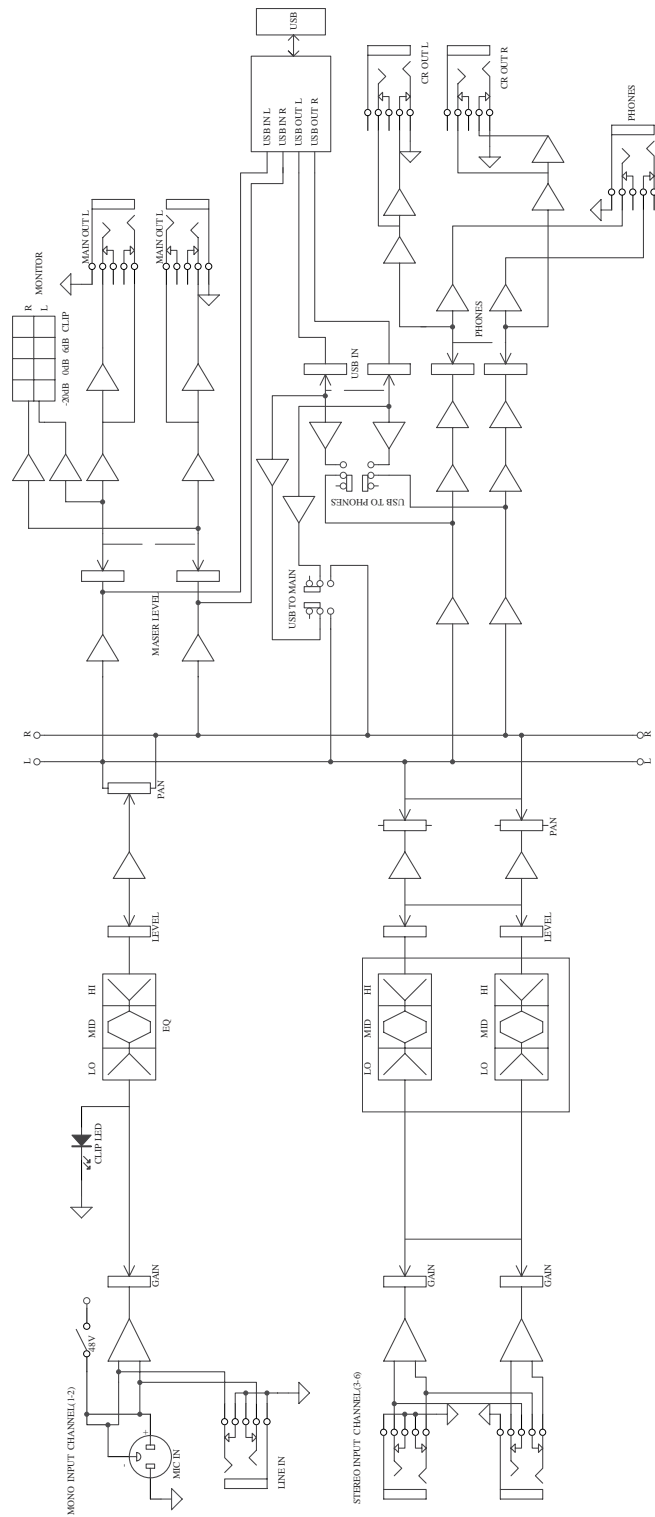 MONO INPUT CHANNEL(1-2)
48V
+
-
MIC IN
LINE IN
GAIN
CLIP LED
LO
MID
HI
EQ
LEVEL
PAN
L
R
MASER LEVEL
-20dB
0dB
6dB
CLIP
R
L
MONITOR
MAIN OUT L
MAIN OUT L
USB
USB IN L
USB IN R
USB OUT L
USB OUT R
USB IN
USB TO MAIN
USB TO PHONES
STEREO INPUT CHANNEL(3-6)
GAIN
LO
MID
HI
LO
MID
HI
LEVEL
PAN
L
R
PHONES
CR OUT L
CR OUT R
PHONES